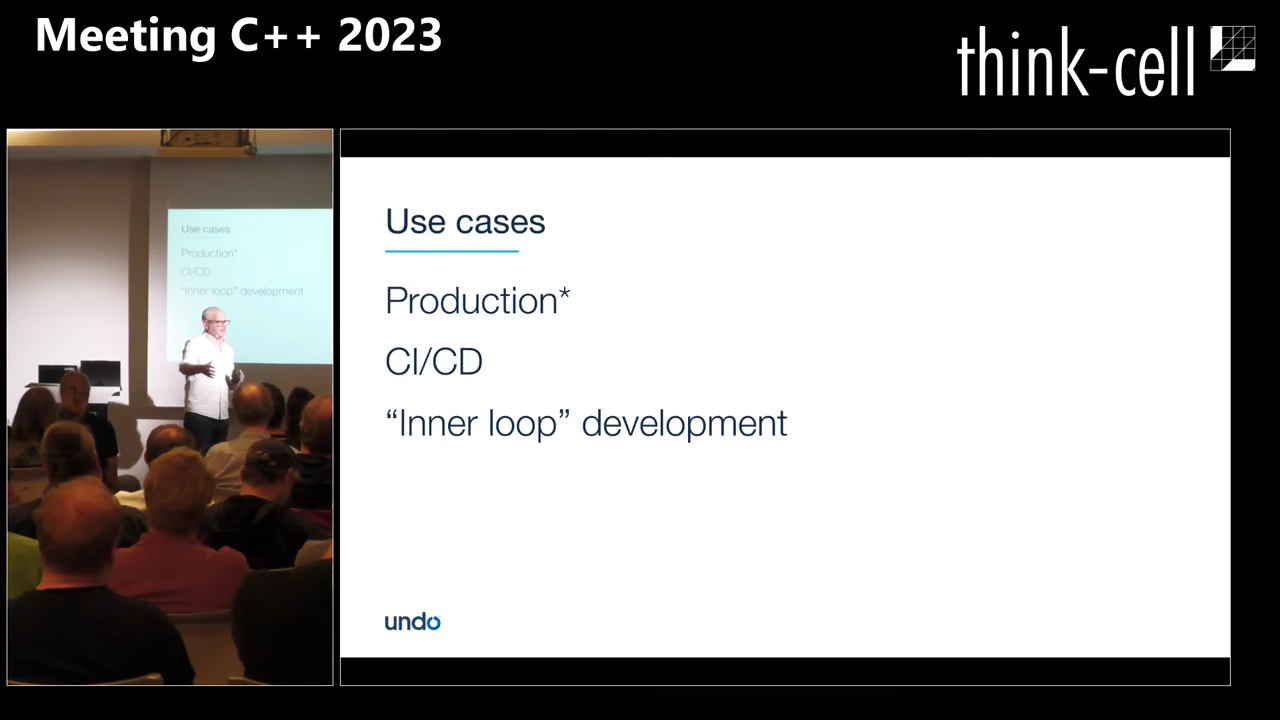 Meeting C++ 2023
think-cell
Use cases
Production*
CI/CD
“Inner loop” development
undo
Use cases
Production*
CI/CD
“Inner loop” development
undo